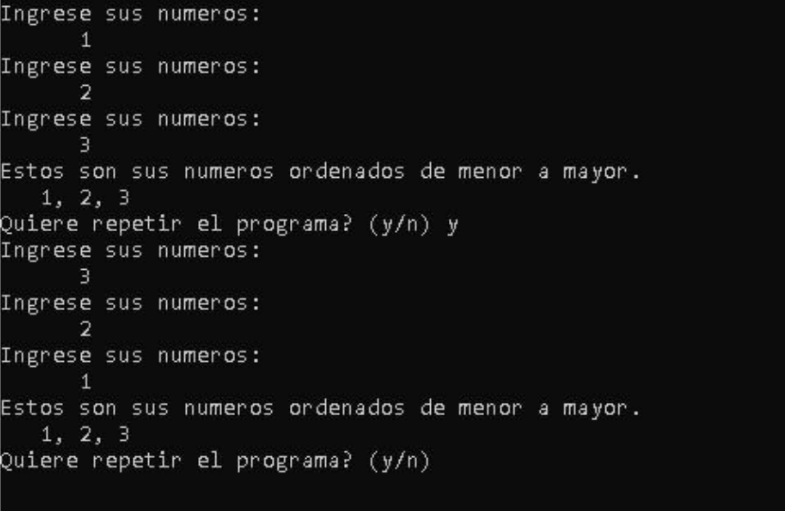 Ingrese sus numeros:
1
Ingrese sus numeros:
2
Ingrese sus numeros:
3
Estos son sus numeros ordenados de menor a mayor.
1, 2, 3
Quiere repetir el programa? (y/n) y
Ingrese sus numeros:
3
Ingrese sus numeros:
2
Ingrese sus numeros:
1
Estos son sus numeros ordenados de menor a mayor.
1, 2, 3
Quiere repetir el programa? (y/n)